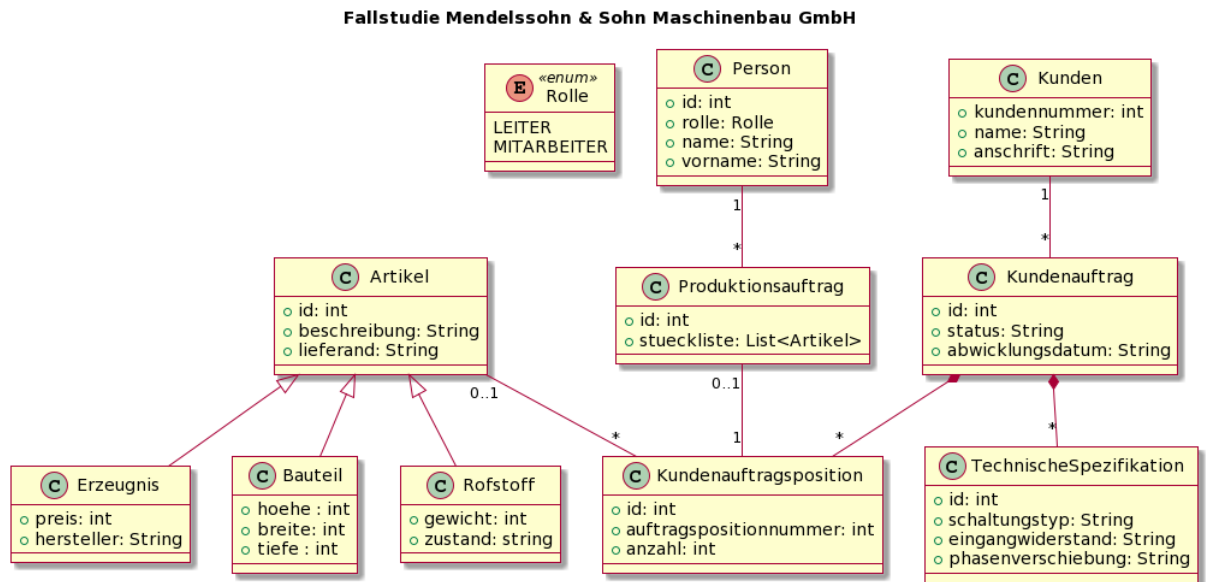 Fallstudie Mendelssohn & Sohn Maschinenbau GmbH
E «enum»
Rolle
LEITER
MITARBEITER
C Person
id: int
rolle: Rolle
name: String
vorname: String
C Kunden
kundennummer: int
name: String
anschrift: String
1
*
1
*
C Artikel
id: int
beschreibung: String
lieferand: String
C Produktionsauftrag
id: int
stueckliste: List<Artikel>
C Kundenauftrag
id: int
status: String
abwicklungsdatum: String
0..1
*
0..1
1
*
*
C Erzeugnis
preis: int
hersteller: String
C Bauteil
hoehe : int
breite: int
tiefe : int
C Rofstoff
gewicht: int
zustand: string
C Kundenauftragsposition
id: int
auftragspositionnummer: int
anzahl: int
C TechnischeSpezifikation
id: int
schaltungstyp: String
eingangwiderstand: String
phasenverschiebung: String